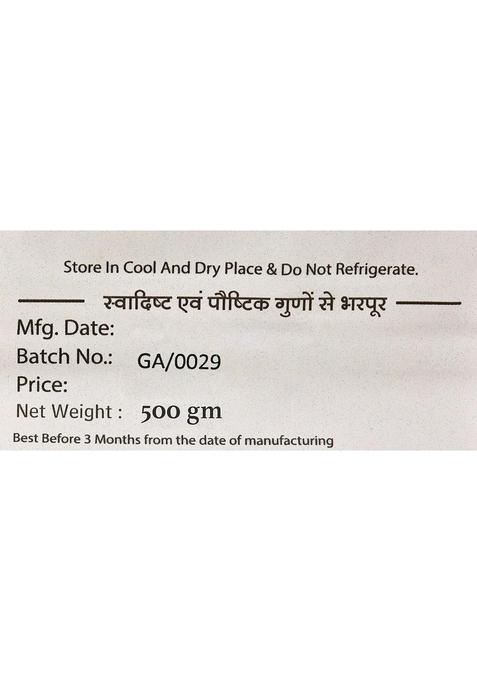 Store In Cool And Dry Place & Do Not Refrigerate.
स्वादिष्ट एवं पौष्टिक गुणों से भरपूर
Mfg. Date:
Batch No.: GA/0029
Price:
Net Weight : 500 gm
Best Before 3 Months from the date of manufacturing